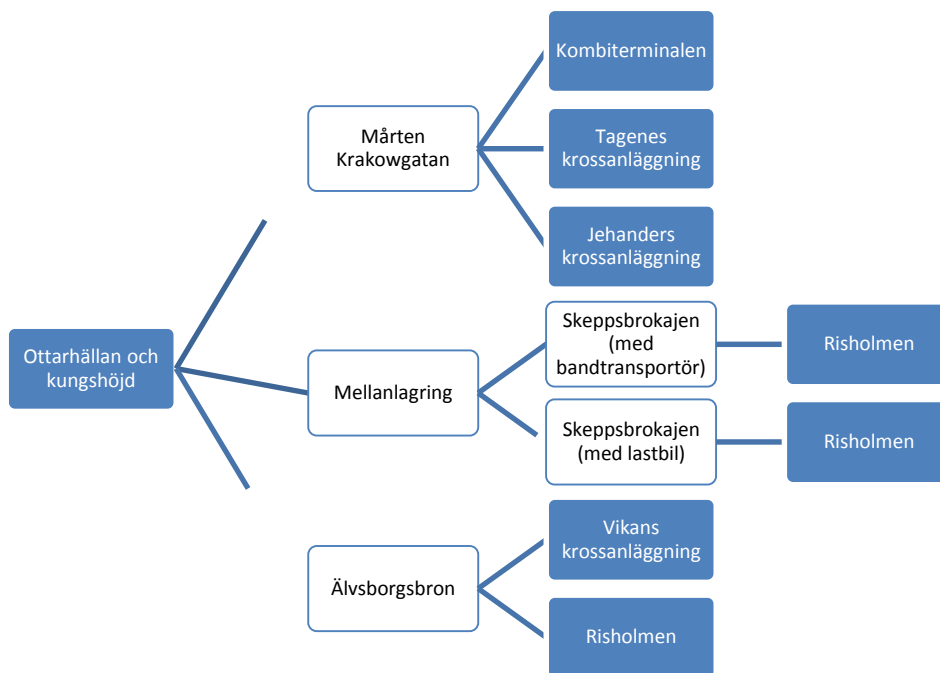 Kombiterminalen
Mårten
Krakowgatan
Tagenes
krossanläggning
Jehanders
krossanläggning
Ottarhällan och
kungshöjd
Mellanlagring
Skeppsbrokajen
(med
bandtransportör)
Risholmen
Skeppsbrokajen
(med lastbil)
Risholmen
Älvsborgsbron
Vikans
krossanläggning
Risholmen